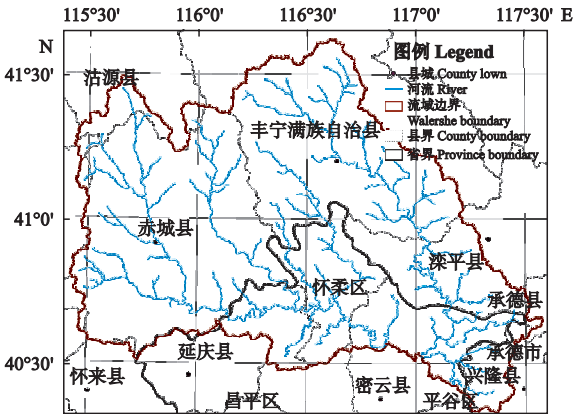 115°30' 116°0' 116°30' 117°0' 117°30' E
N
图例 Legend
县城 County lown
河流 River
流域边界
Walershe boundary
县界 County boundary
省界 Province boundary
41°30'
沽源县
丰宁满族自治县
41°0'
赤城县
滦平县
怀柔区
承德县
延庆县
承德市
40°30'
怀来县
密云县
兴隆县
昌平区
平谷区